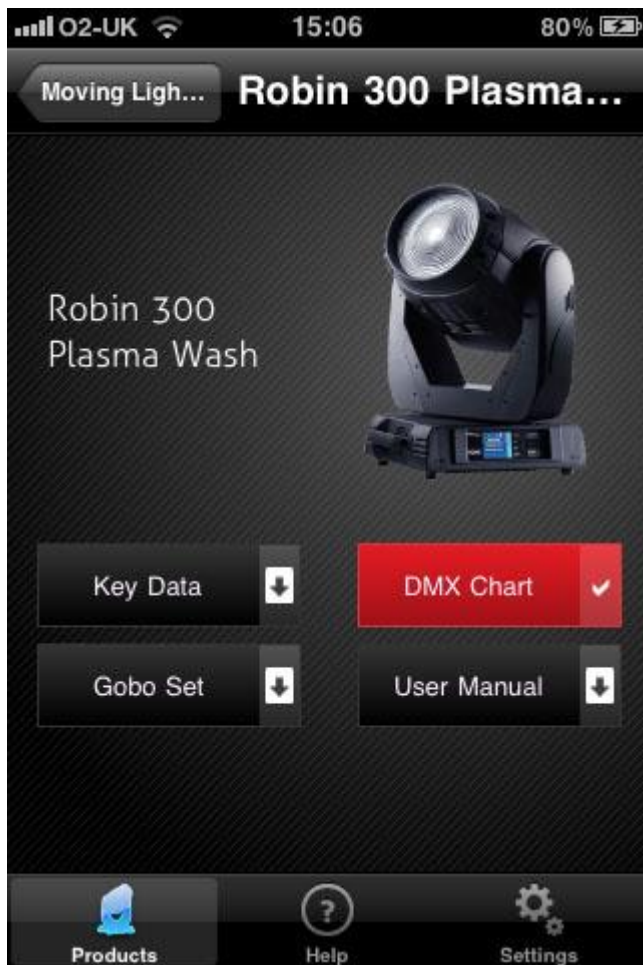 O2-UK 15:06 80%
Moving Ligh... Robin 300 Plasma...
Robin 300
Plasma Wash
Key Data DMX Chart
Gobo Set User Manual
?
Products Help Settings